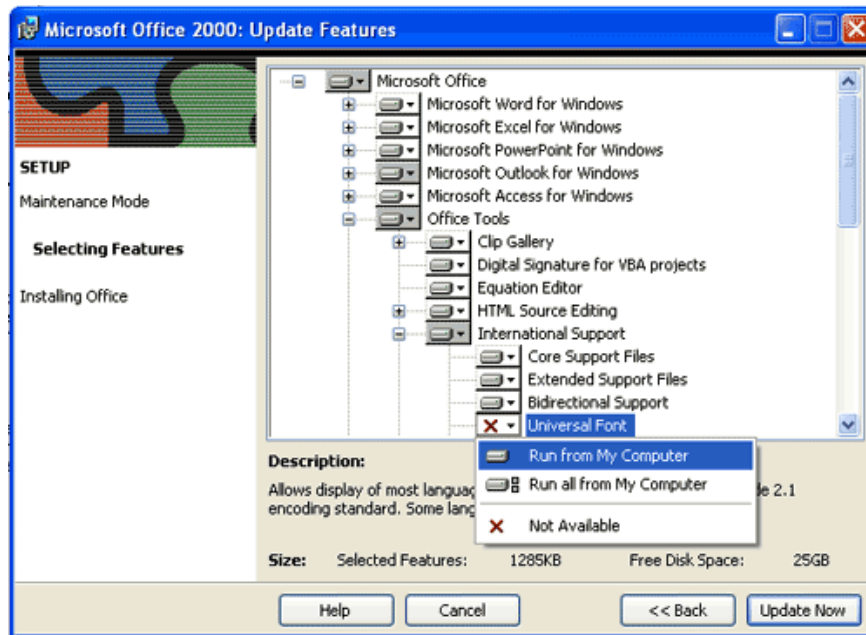 Microsoft Office 2000: Update Features
SETUP
Maintenance Mode
Selecting Features
Installing Office
Microsoft Office
Microsoft Word for Windows
Microsoft Excel for Windows
Microsoft PowerPoint for Windows
Microsoft Outlook for Windows
Microsoft Access for Windows
Office Tools
Clip Gallery
Digital Signature for VBA projects
Equation Editor
HTML Source Editing
International Support
Core Support Files
Extended Support Files
Bidirectional Support
Universal Font
Run from My Computer
Run all from My Computer
Not Available
Description:
Allows display of most languag de 2.1
encoding standard. Some lang
Size: Selected Features: 1285KB Free Disk Space: 25GB
Help Cancel << Back Update Now